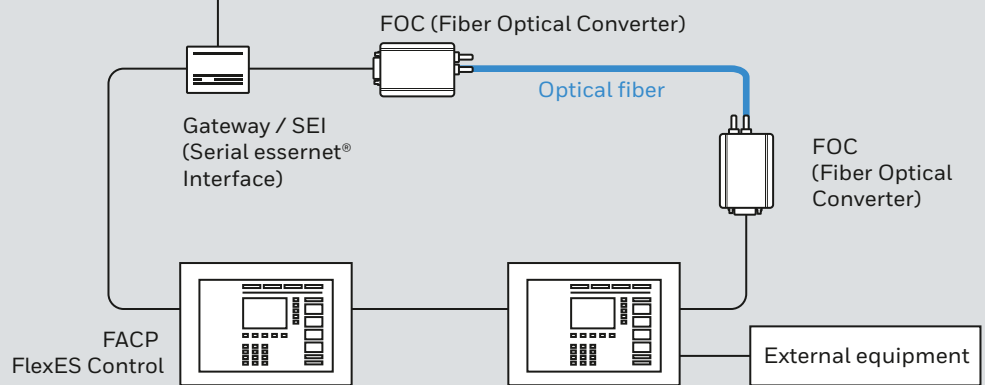 FOC (Fiber Optical Converter)
Optical fiber
Gateway / SEI
(Serial essernet®
Interface)
FOC
(Fiber Optical
Converter)
FACP
FlexES Control
External equipment